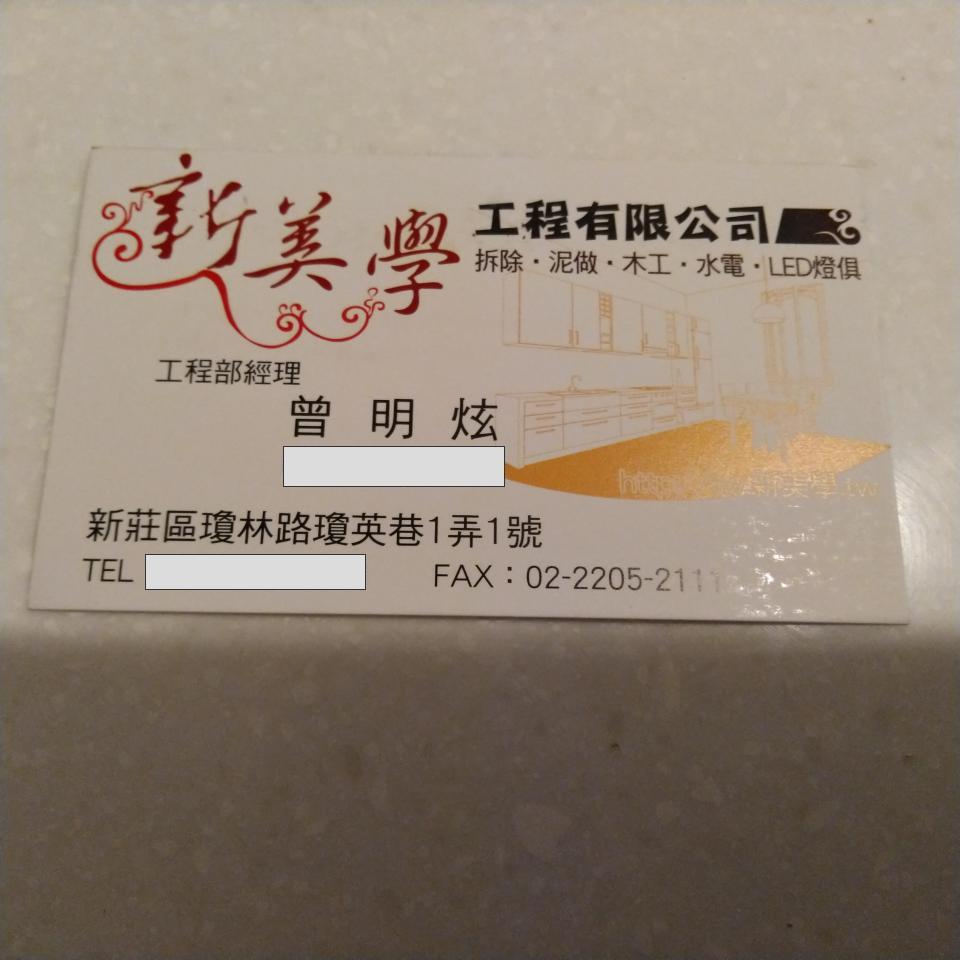 新美學 工程有限公司
拆除・泥做・木工・水電・LED燈俱
工程部經理
曾明炫
新莊區瓊林路瓊英巷1弄1號
TEL
FAX：02-2205-2111